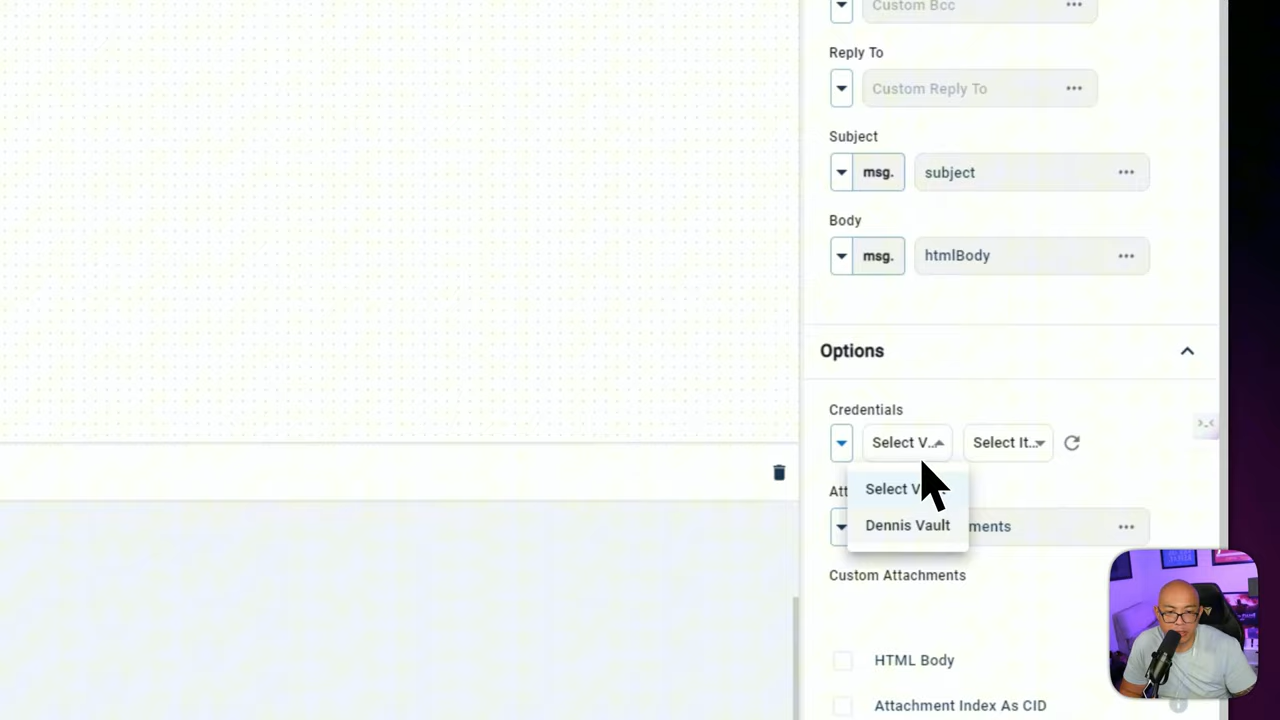 Custom Bcc
Reply To
Custom Reply To
Subject
msg. subject
Body
msg. htmlBody
Options
Credentials
Select V... Select It...
Select V
Att
Dennis Vault
ments
Custom Attachments
HTML Body
Attachment Index As CID